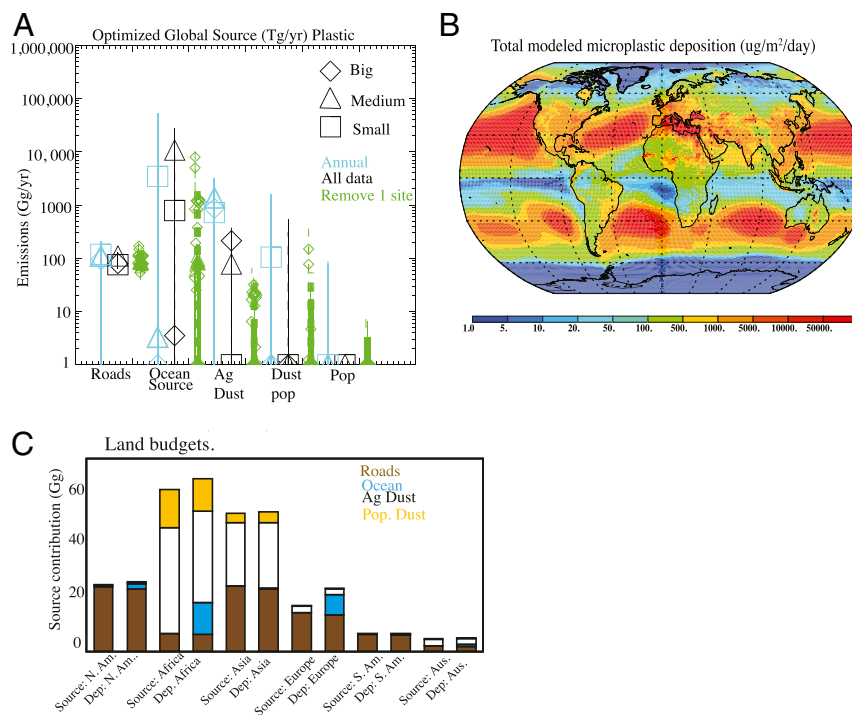 A
Optimized Global Source (Tg/yr) Plastic
Emissions (Gg/yr)
1,000,000
100,000
10, 000
1000
100
10
1
Big
Medium
Small
Annual
All data
Remove 1 site
Roads
Ocean
Source
Ag
Dust
Dust
pop
Pop
B
Total modeled microplastic deposition (ug/m²/day)
1.0 5. 10. 20. 50. 100. 500. 1000. 5000. 10000. 50000.
C
Land budgets.
Source contribution (Gg)
60
40
20
0
Roads
Ocean
Ag Dust
Pop. Dust
Source: N. Am.
Dep: N. Am..
Source: Africa
Dep: Africa
Source: Asia
Dep: Asia
Source: Europe
Dep: Europe
Source: S. Am.
Dep: S. Am.
Source: Aus.
Dep: Aus.